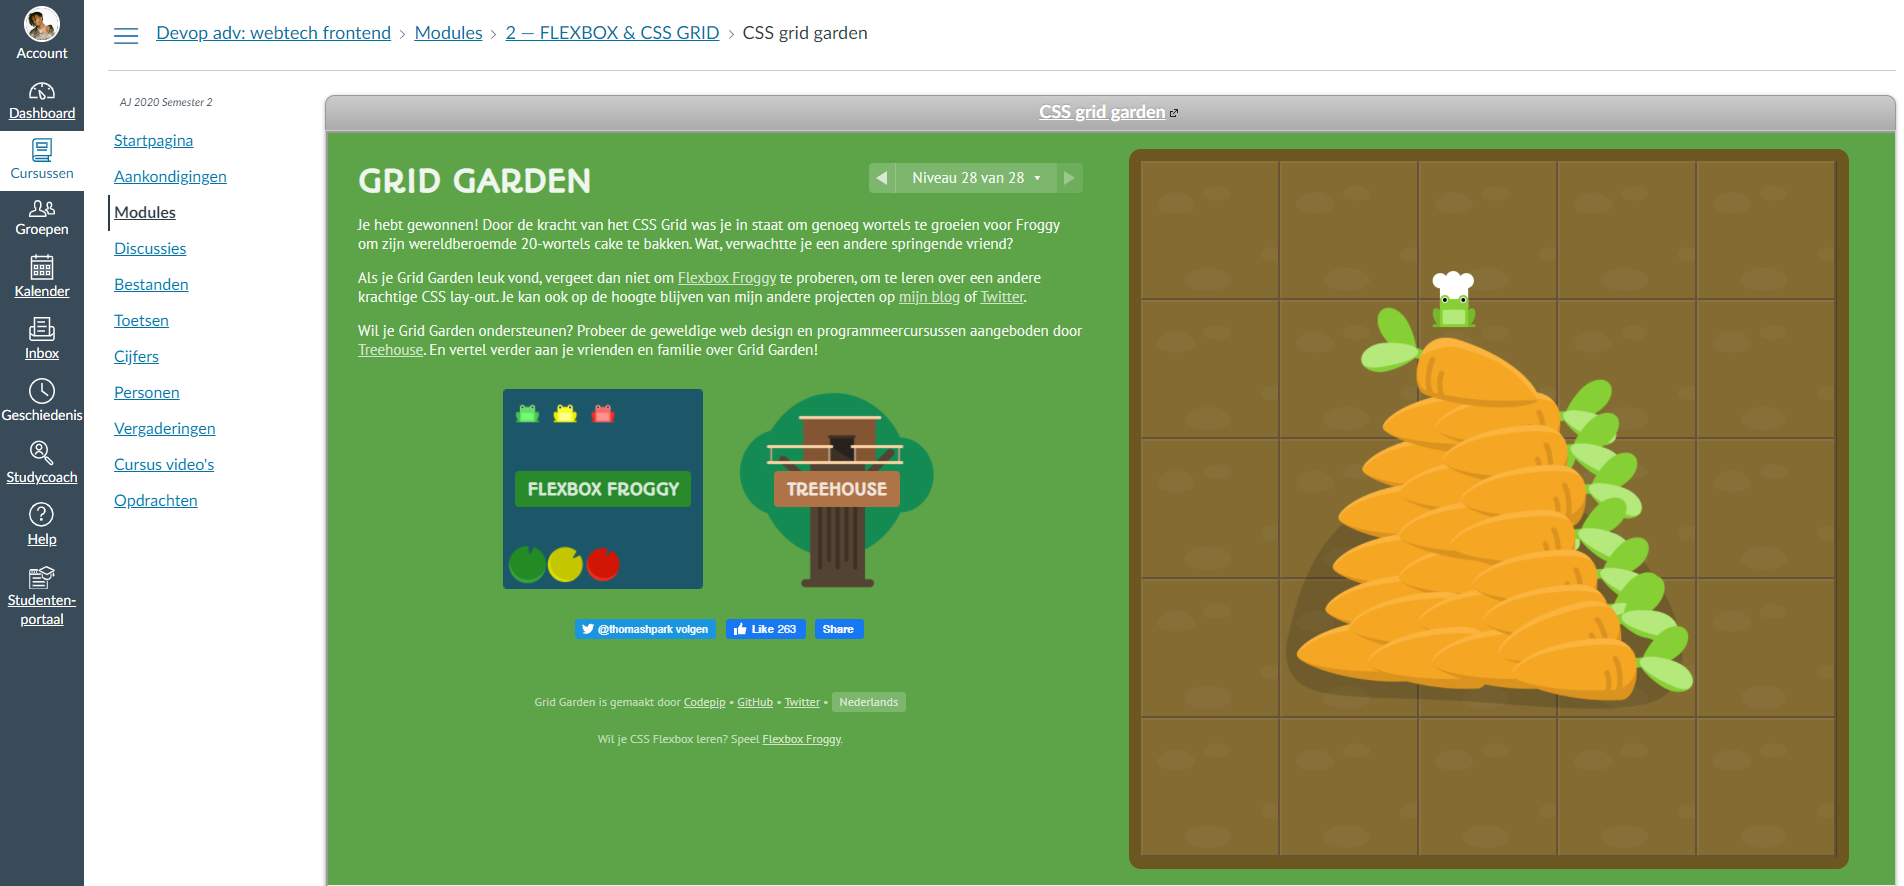 Account
Dashboard
Cursussen
Groepen
Kalender
Inbox
Geschiedenis
Studycoach
Help
Studenten-
portaal
Devop adv: webtech frontend > Modules > 2 — FLEXBOX & CSS GRID > CSS grid garden
AJ 2020 Semester 2
Startpagina
Aankondigingen
Modules
Discussies
Bestanden
Toetsen
Cijfers
Personen
Vergaderingen
Cursus video's
Opdrachten
CSS grid garden
GRID GARDEN
Niveau 28 van 28
Je hebt gewonnen! Door de kracht van het CSS Grid was je in staat om genoeg wortels te groeien voor Froggy
om zijn wereldberoemde 20-wortels cake te bakken. Wat, verwachtte je een andere springende vriend?
Als je Grid Garden leuk vond, vergeet dan niet om Flexbox Froggy te proberen, om te leren over een andere
krachtige CSS lay-out. Je kan ook op de hoogte blijven van mijn andere projecten op mijn blog of Twitter.
Wil je Grid Garden ondersteunen? Probeer de geweldige web design en programmeercursussen aangeboden door
Treehouse. En vertel verder aan je vrienden en familie over Grid Garden!
FLEXBOX FROGGY
TREEHOUSE
@thomashpark volgen
Like 263
Share
Grid Garden is gemaakt door Codepip • GitHub • Twitter • Nederlands
Wil je CSS Flexbox leren? Speel Flexbox Froggy.